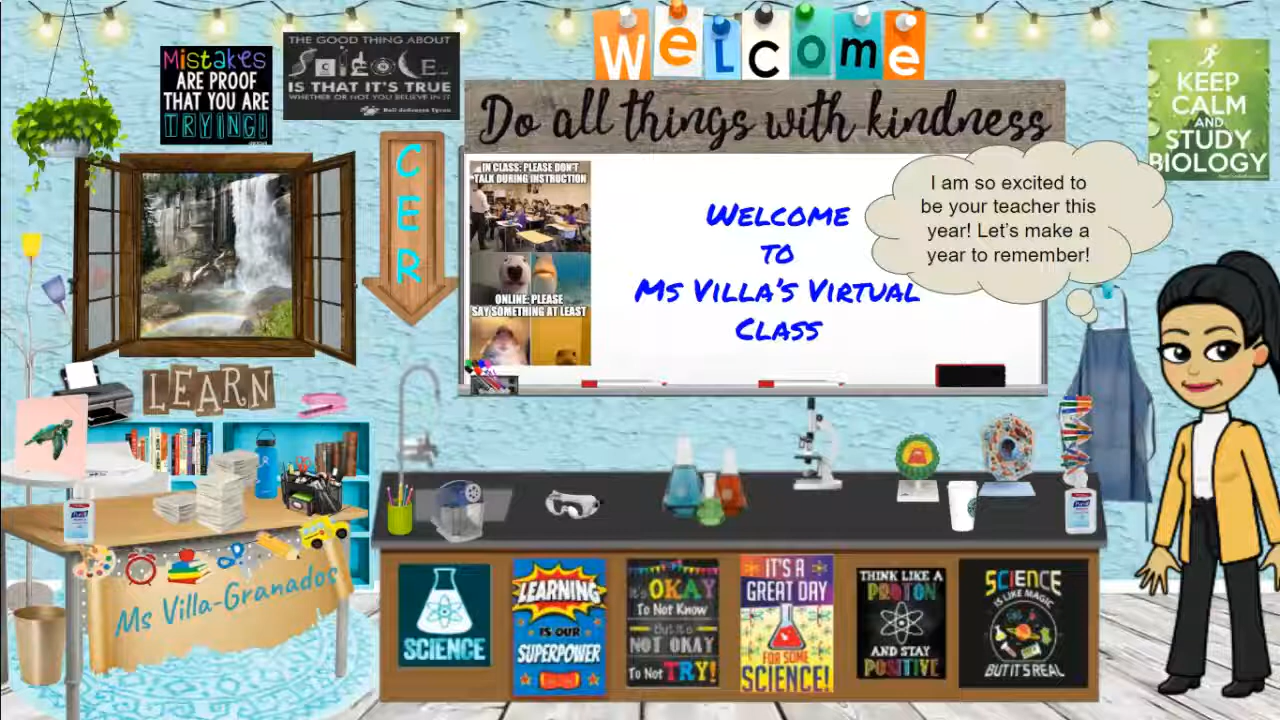 WELCOME
MISTAKES
ARE PROOF
THAT YOU ARE
TRYING!
THE GOOD THING ABOUT
SCIENCE
IS THAT IT'S TRUE
WHETHER OR NOT YOU BELIEVE IN IT
Neil deGrasse Tyson
KEEP
CALM
AND
STUDY
BIOLOGY
Do all things with kindness
C
E
R
IN CLASS: PLEASE DON'T
TALK DURING INSTRUCTION
ONLINE: PLEASE
SAY SOMETHING AT LEAST
WELCOME
TO
MS VILLA'S VIRTUAL
CLASS
I am so excited to
be your teacher this
year! Let's make a
year to remember!
LEARN
Ms Villa-Granados
SCIENCE
LEARNING
IS OUR
SUPERPOWER
It's OKAY
To Not Know
But it's
NOT OKAY
To Not TRY!
IT'S A
GREAT DAY
FOR SOME
SCIENCE!
THINK LIKE A
PROTON
AND STAY
POSITIVE
SCIENCE
IS LIKE MAGIC
BUT IT'S REAL